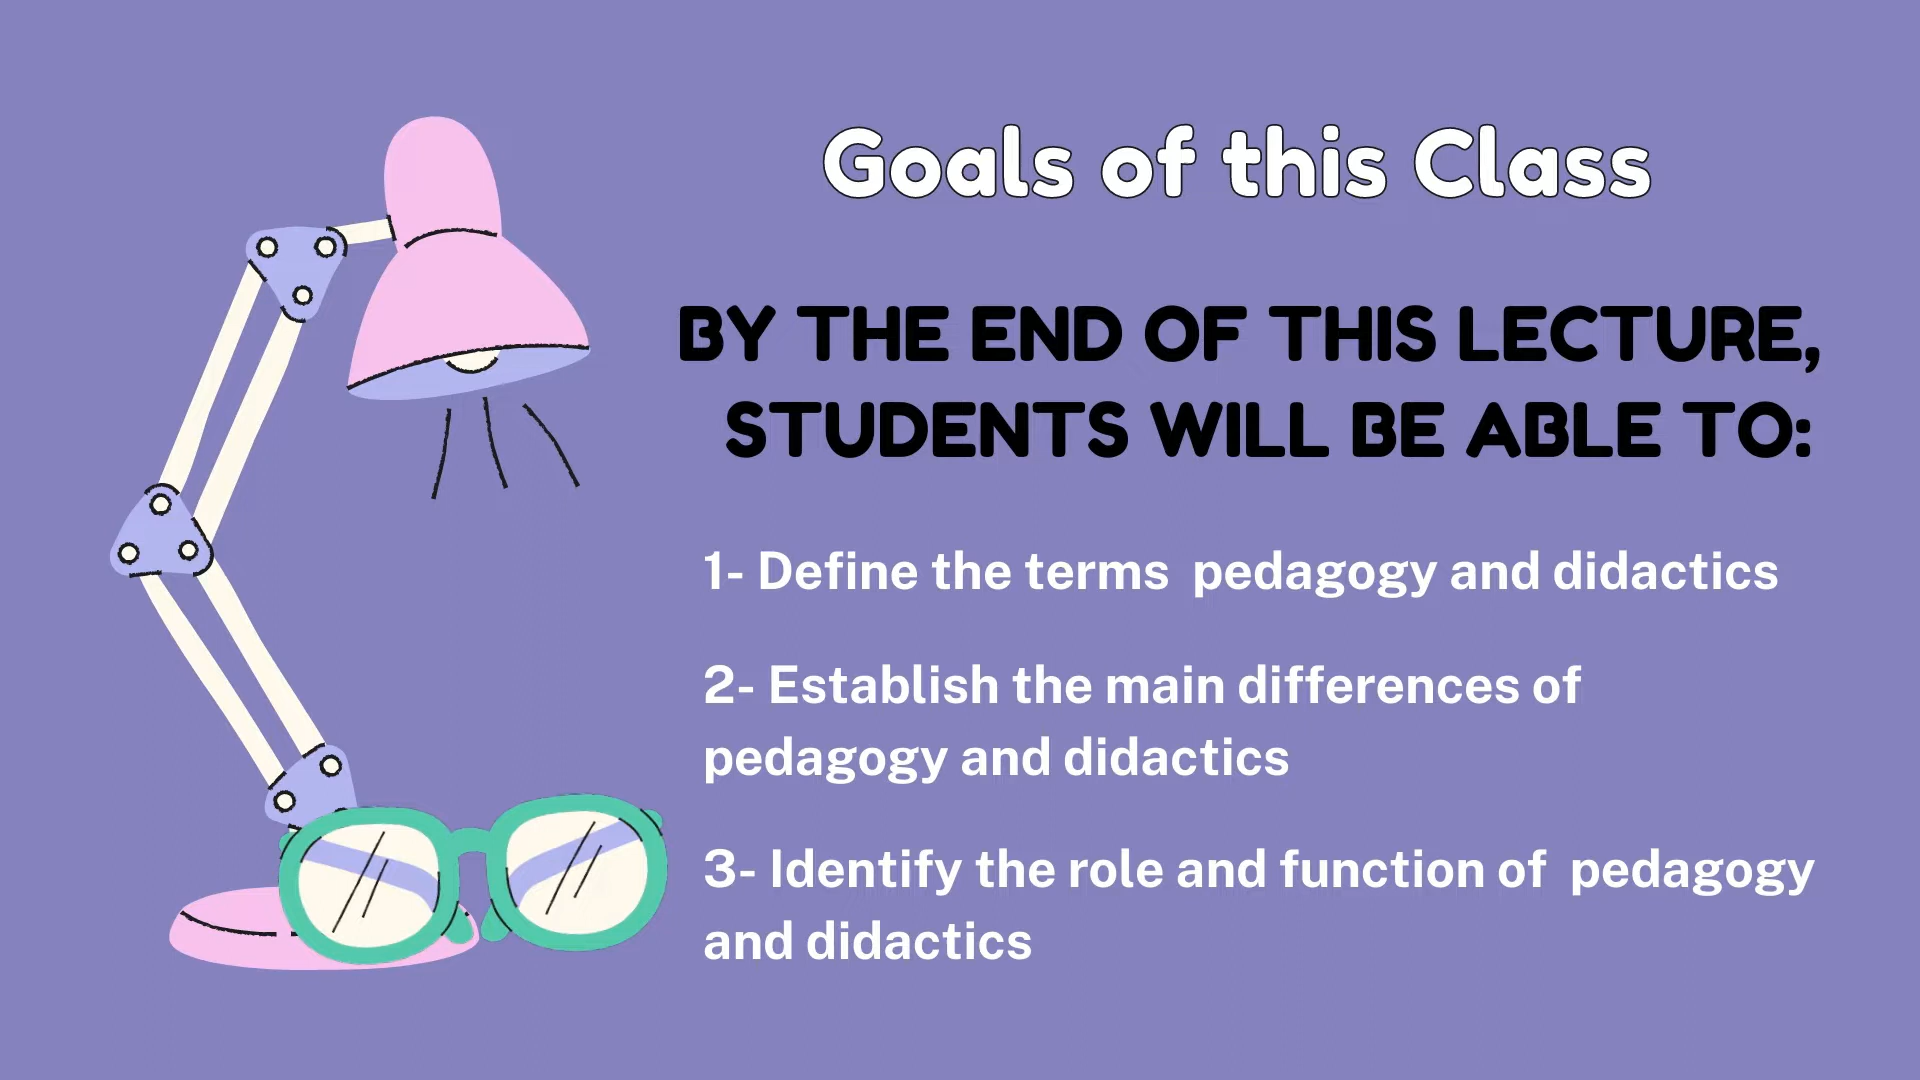 Goals of this Class
BY THE END OF THIS LECTURE,
STUDENTS WILL BE ABLE TO:
1- Define the terms  pedagogy and didactics
2- Establish the main differences of
pedagogy and didactics
3- Identify the role and function of  pedagogy
and didactics